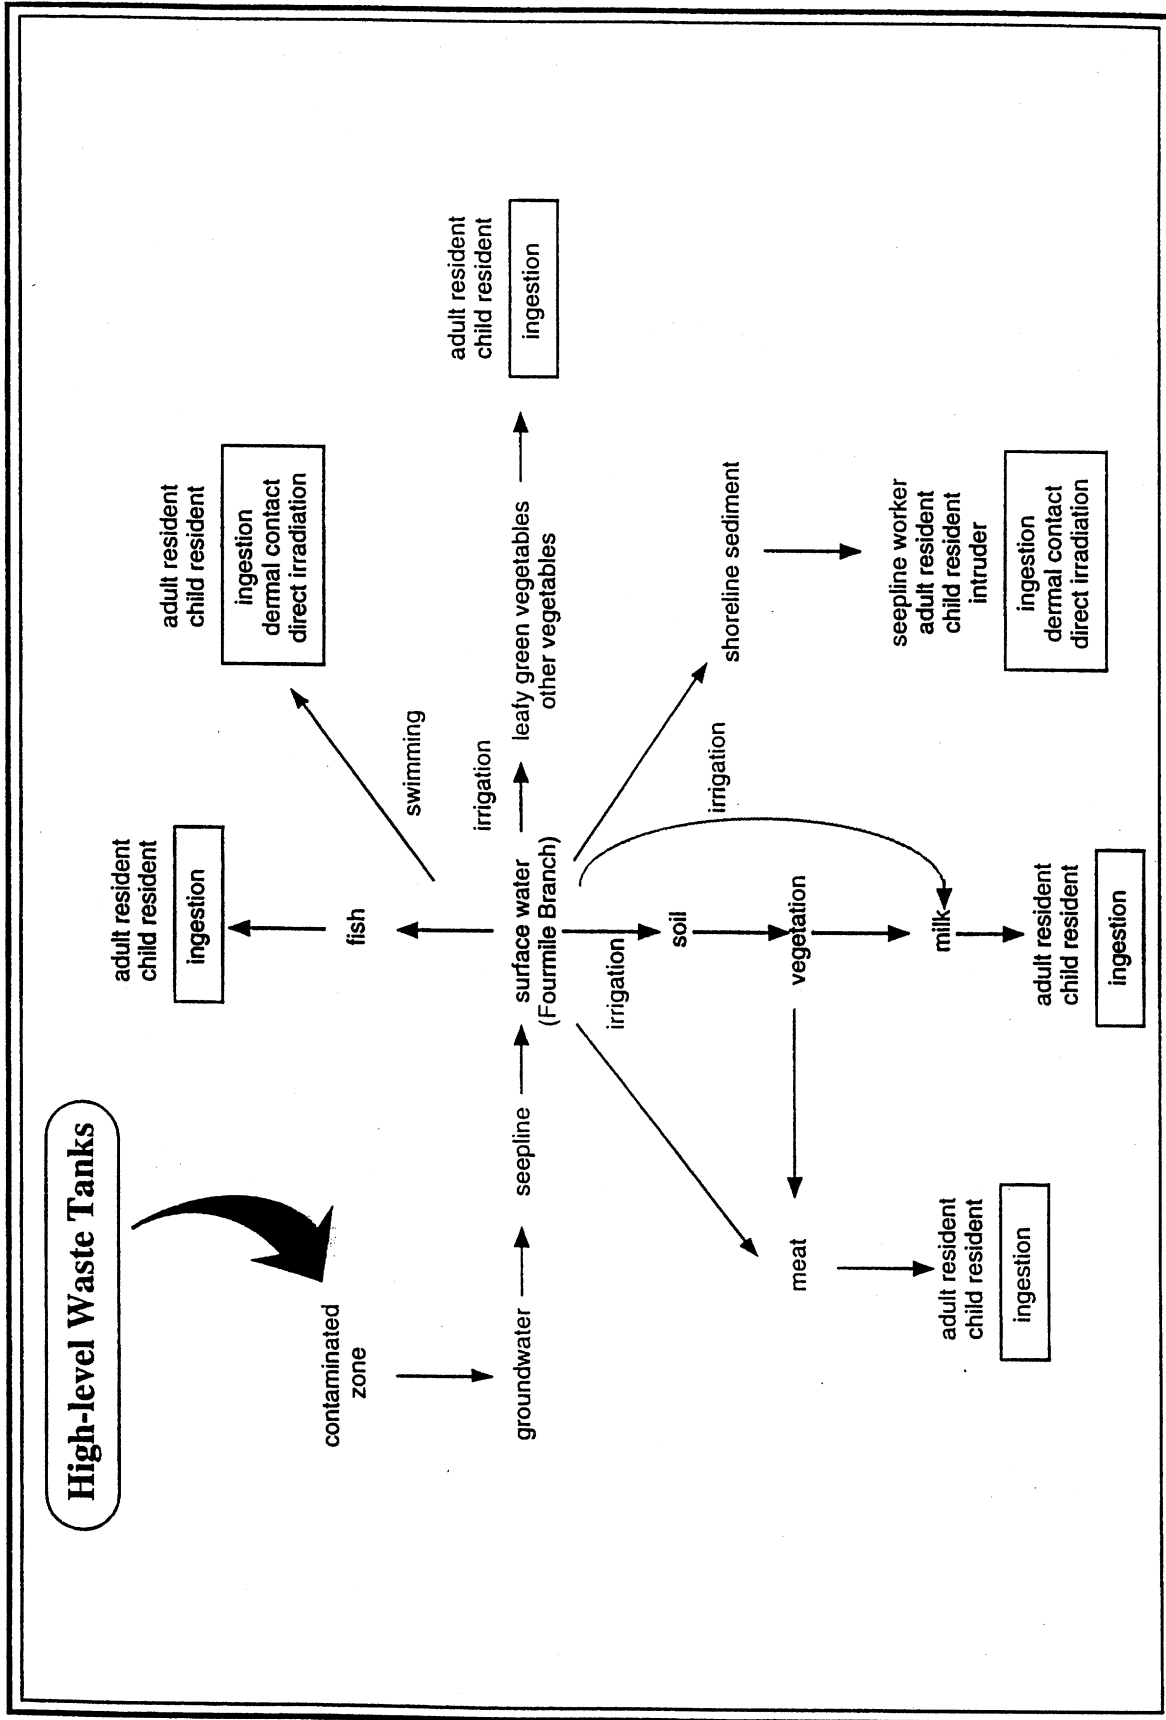 High-level Waste Tanks
contaminated
zone
groundwater
seepline
surface water
(Fourmile Branch)
fish
adult resident
child resident
ingestion
swimming
adult resident
child resident
ingestion
dermal contact
direct irradiation
irrigation
leafy green vegetables
other vegetables
adult resident
child resident
ingestion
shoreline sediment
seepline worker
adult resident
child resident
intruder
ingestion
dermal contact
direct irradiation
irrigation
irrigation
soil
vegetation
milk
adult resident
child resident
ingestion
meat
adult resident
child resident
ingestion